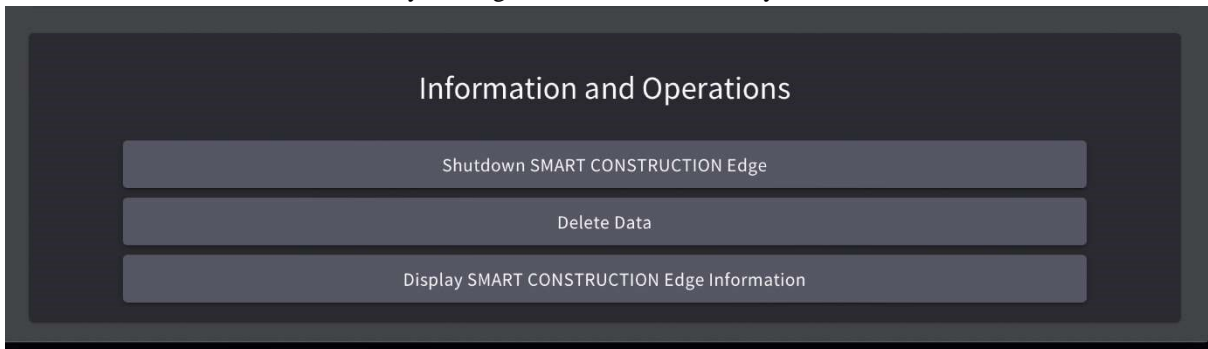 Information and Operations
Shutdown SMART CONSTRUCTION Edge
Delete Data
Display SMART CONSTRUCTION Edge Information